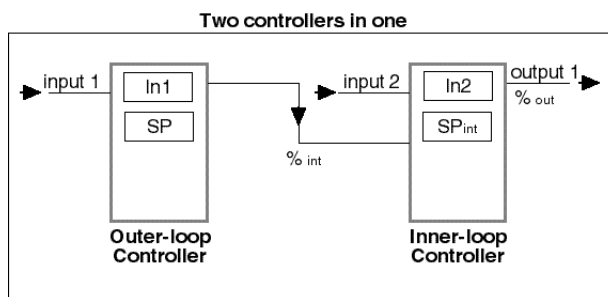 Two controllers in one
input 1
In1
SP
% int
input 2
In2
SPint
output 1
% out
Outer-loop
Controller
Inner-loop
Controller